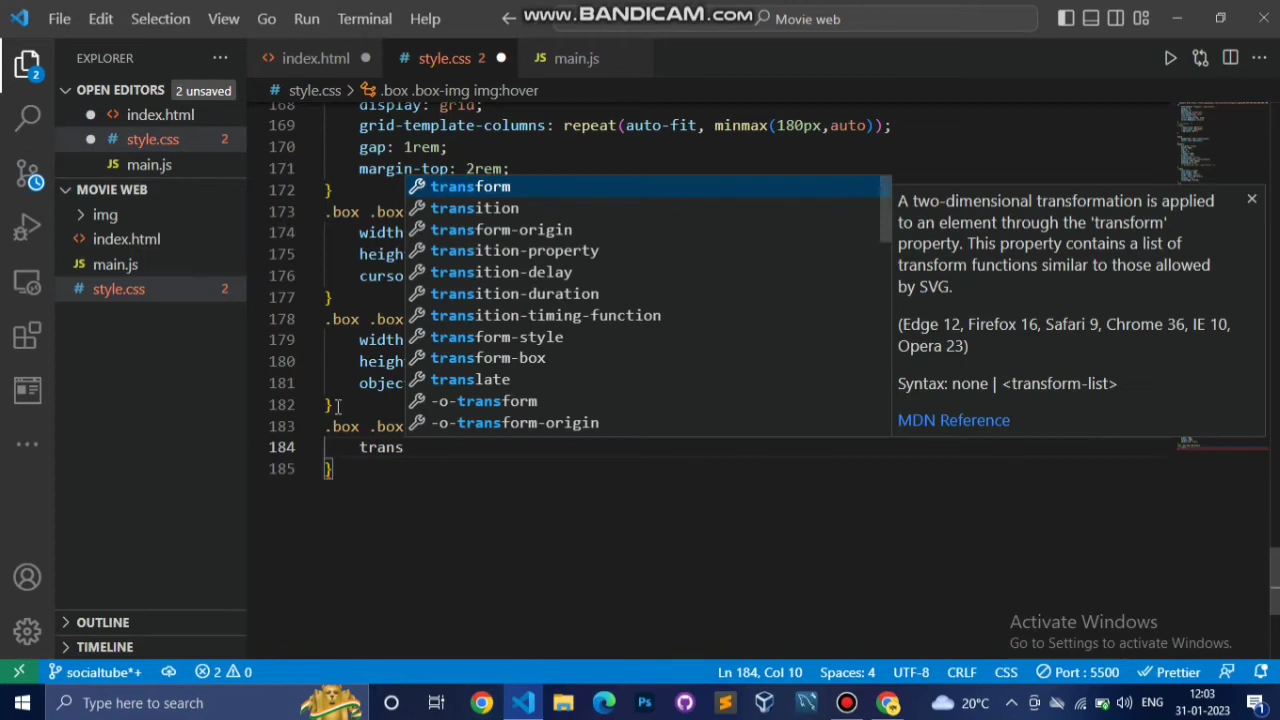 File Edit Selection View Go Run Terminal Help
www.BANDICAM.com
Movie web
EXPLORER
index.html
style.css 2
main.js
OPEN EDITORS 2 unsaved
style.css > .box .box-img img:hover
index.html
style.css 2
main.js
MOVIE WEB
img
index.html
main.js
style.css 2
168 display: grid;
169 grid-template-columns: repeat(auto-fit, minmax(180px,auto));
170 gap: 1rem;
171 margin-top: 2rem;
172 }
173 .box .box
174 width
175 heigh
176 curso
177 }
178 .box .box
179 width
180 heigh
181 objec
182 }
183 .box .box
184 trans
185 }
transform
transition
transform-origin
transition-property
transition-delay
transition-duration
transition-timing-function
transform-style
transform-box
translate
-o-transform
-o-transform-origin
A two-dimensional transformation is applied
to an element through the 'transform'
property. This property contains a list of
transform functions similar to those allowed
by SVG.
(Edge 12, Firefox 16, Safari 9, Chrome 36, IE 10,
Opera 23)
Syntax: none | <transform-list>
MDN Reference
2
OUTLINE
TIMELINE
Activate Windows
Go to Settings to activate Windows.
socialtube*+ 2 0 Ln 184, Col 10 Spaces: 4 UTF-8 CRLF CSS Port : 5500 Prettier
Type here to search
Ps
20°C
ENG
12:03
31-01-2023
1